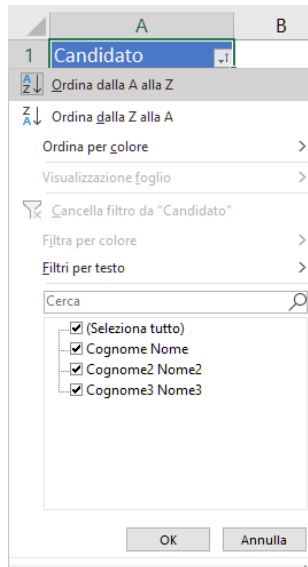 A B
1 Candidato
Ordina dalla A alla Z
Ordina dalla Z alla A
Ordina per colore
Visualizzazione foglio
Cancella filtro da "Candidato"
Filtra per colore
Filtri per testo
Cerca
(Seleziona tutto)
Cognome Nome
Cognome2 Nome2
Cognome3 Nome3
OK Annulla